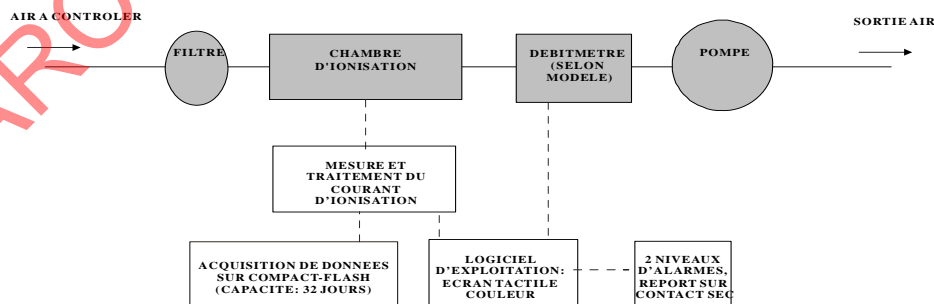 AIR A CONTROLER
SORTIE AIR
FILTRE
CHAMBRE
D'IONISATION
DEBITMETRE
(SELON
MODELE)
POMPE
MESURE ET
TRAITEMENT DU
COURANT
D'IONISATION
ACQUISITION DE DONNEES
SUR COMPACT-FLASH
(CAPACITE: 32 JOURS)
LOGICIEL
D'EXPLOITATION:
ECRAN TACTILE
COULEUR
2 NIVEAUX
D'ALARMES,
REPORT SUR
CONTACT SEC